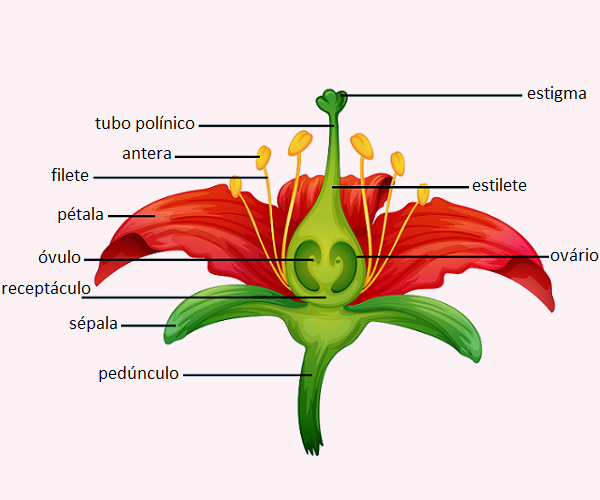 estigma
tubo polínico
antera
filete
estilete
pétala
óvulo
ovário
receptáculo
sépala
pedúnculo